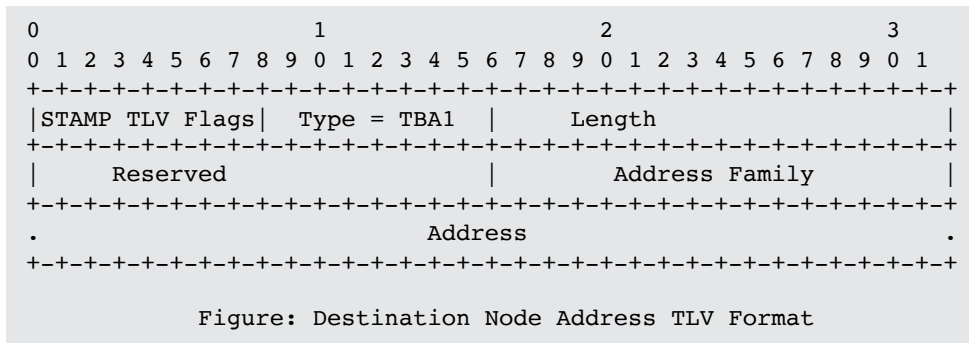 0                   1                   2                   3
0 1 2 3 4 5 6 7 8 9 0 1 2 3 4 5 6 7 8 9 0 1 2 3 4 5 6 7 8 9 0 1
+-+-+-+-+-+-+-+-+-+-+-+-+-+-+-+-+-+-+-+-+-+-+-+-+-+-+-+-+-+-+-+-+
|STAMP TLV Flags|  Type = TBA1  |     Length                    |
+-+-+-+-+-+-+-+-+-+-+-+-+-+-+-+-+-+-+-+-+-+-+-+-+-+-+-+-+-+-+-+-+
|     Reserved                  |        Address Family         |
+-+-+-+-+-+-+-+-+-+-+-+-+-+-+-+-+-+-+-+-+-+-+-+-+-+-+-+-+-+-+-+-+
.                           Address                             .
+-+-+-+-+-+-+-+-+-+-+-+-+-+-+-+-+-+-+-+-+-+-+-+-+-+-+-+-+-+-+-+-+
Figure: Destination Node Address TLV Format